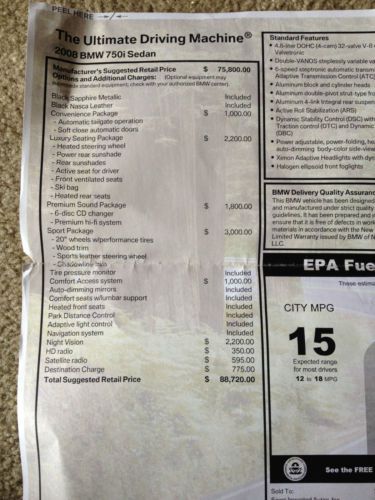 PEEL HERE
The Ultimate Driving Machine®
2008 BMW 750i Sedan
Manufacturer's Suggested Retail Price $ 75,800.00
Options and Additional Charges: (Optional equipment may
supersede standard equipment; check with your authorized BMW center).
Black Sapphire Metallic Included
Black Nasca Leather Included
Convenience Package $ 1,000.00
- Automatic tailgate operation
- Soft close automatic doors
Luxury Seating Package $ 2,200.00
- Heated steering wheel
- Power rear sunshade
- Rear sunshades
- Active seat for driver
- Front ventilated seats
- Ski bag
- Heated rear seats
Premium Sound Package $ 1,800.00
- 6-disc CD changer
- Premium hi-fi system
Sport Package $ 3,000.00
- 20" wheels w/performance tires
- Wood trim
- Sports leather steering wheel
- Shadowline trim
Tire pressure monitor Included
Comfort Access system $ 1,000.00
Auto-dimming mirrors Included
Comfort seats w/lumbar support Included
Heated front seats Included
Park Distance Control Included
Adaptive light control Included
Navigation system Included
Night Vision $ 2,200.00
HD radio $ 350.00
Satellite radio $ 595.00
Destination Charge $ 775.00
Total Suggested Retail Price $ 88,720.00
Standard Features
• 4.8-liter DOHC (4-cam) 32-valve V-8
Valvetronic
• Double-VANOS steplessly variable
• 6-speed steptronic automatic
Adaptive Transmission Control (ATC)
• Aluminum block and cylinder heads
• Aluminum double-pivot strut-type
• Aluminum 4-link Integral rear
• Active Roll Stabilization (ARS)
• Dynamic Stability Control (DSC) with
Traction control (DTC) and Dynamic
(DBC)
• Power adjustable, power-folding,
auto-dimming body-color side-view
• Xenon Adaptive Headlights with
• Halogen ellipsoid front foglights
BMW Delivery Quality Assurance
This BMW vehicle has been designed
and manufactured under strict quality
guidelines. It has been prepared and
ensure that it is free of defects in
materials in accordance with the New
Limited Warranty issued by BMW of
LLC.
EPA Fue
These
CITY MPG
15
Expected range
for most drivers
12 to 18 MPG
See the FREE
Sold To: